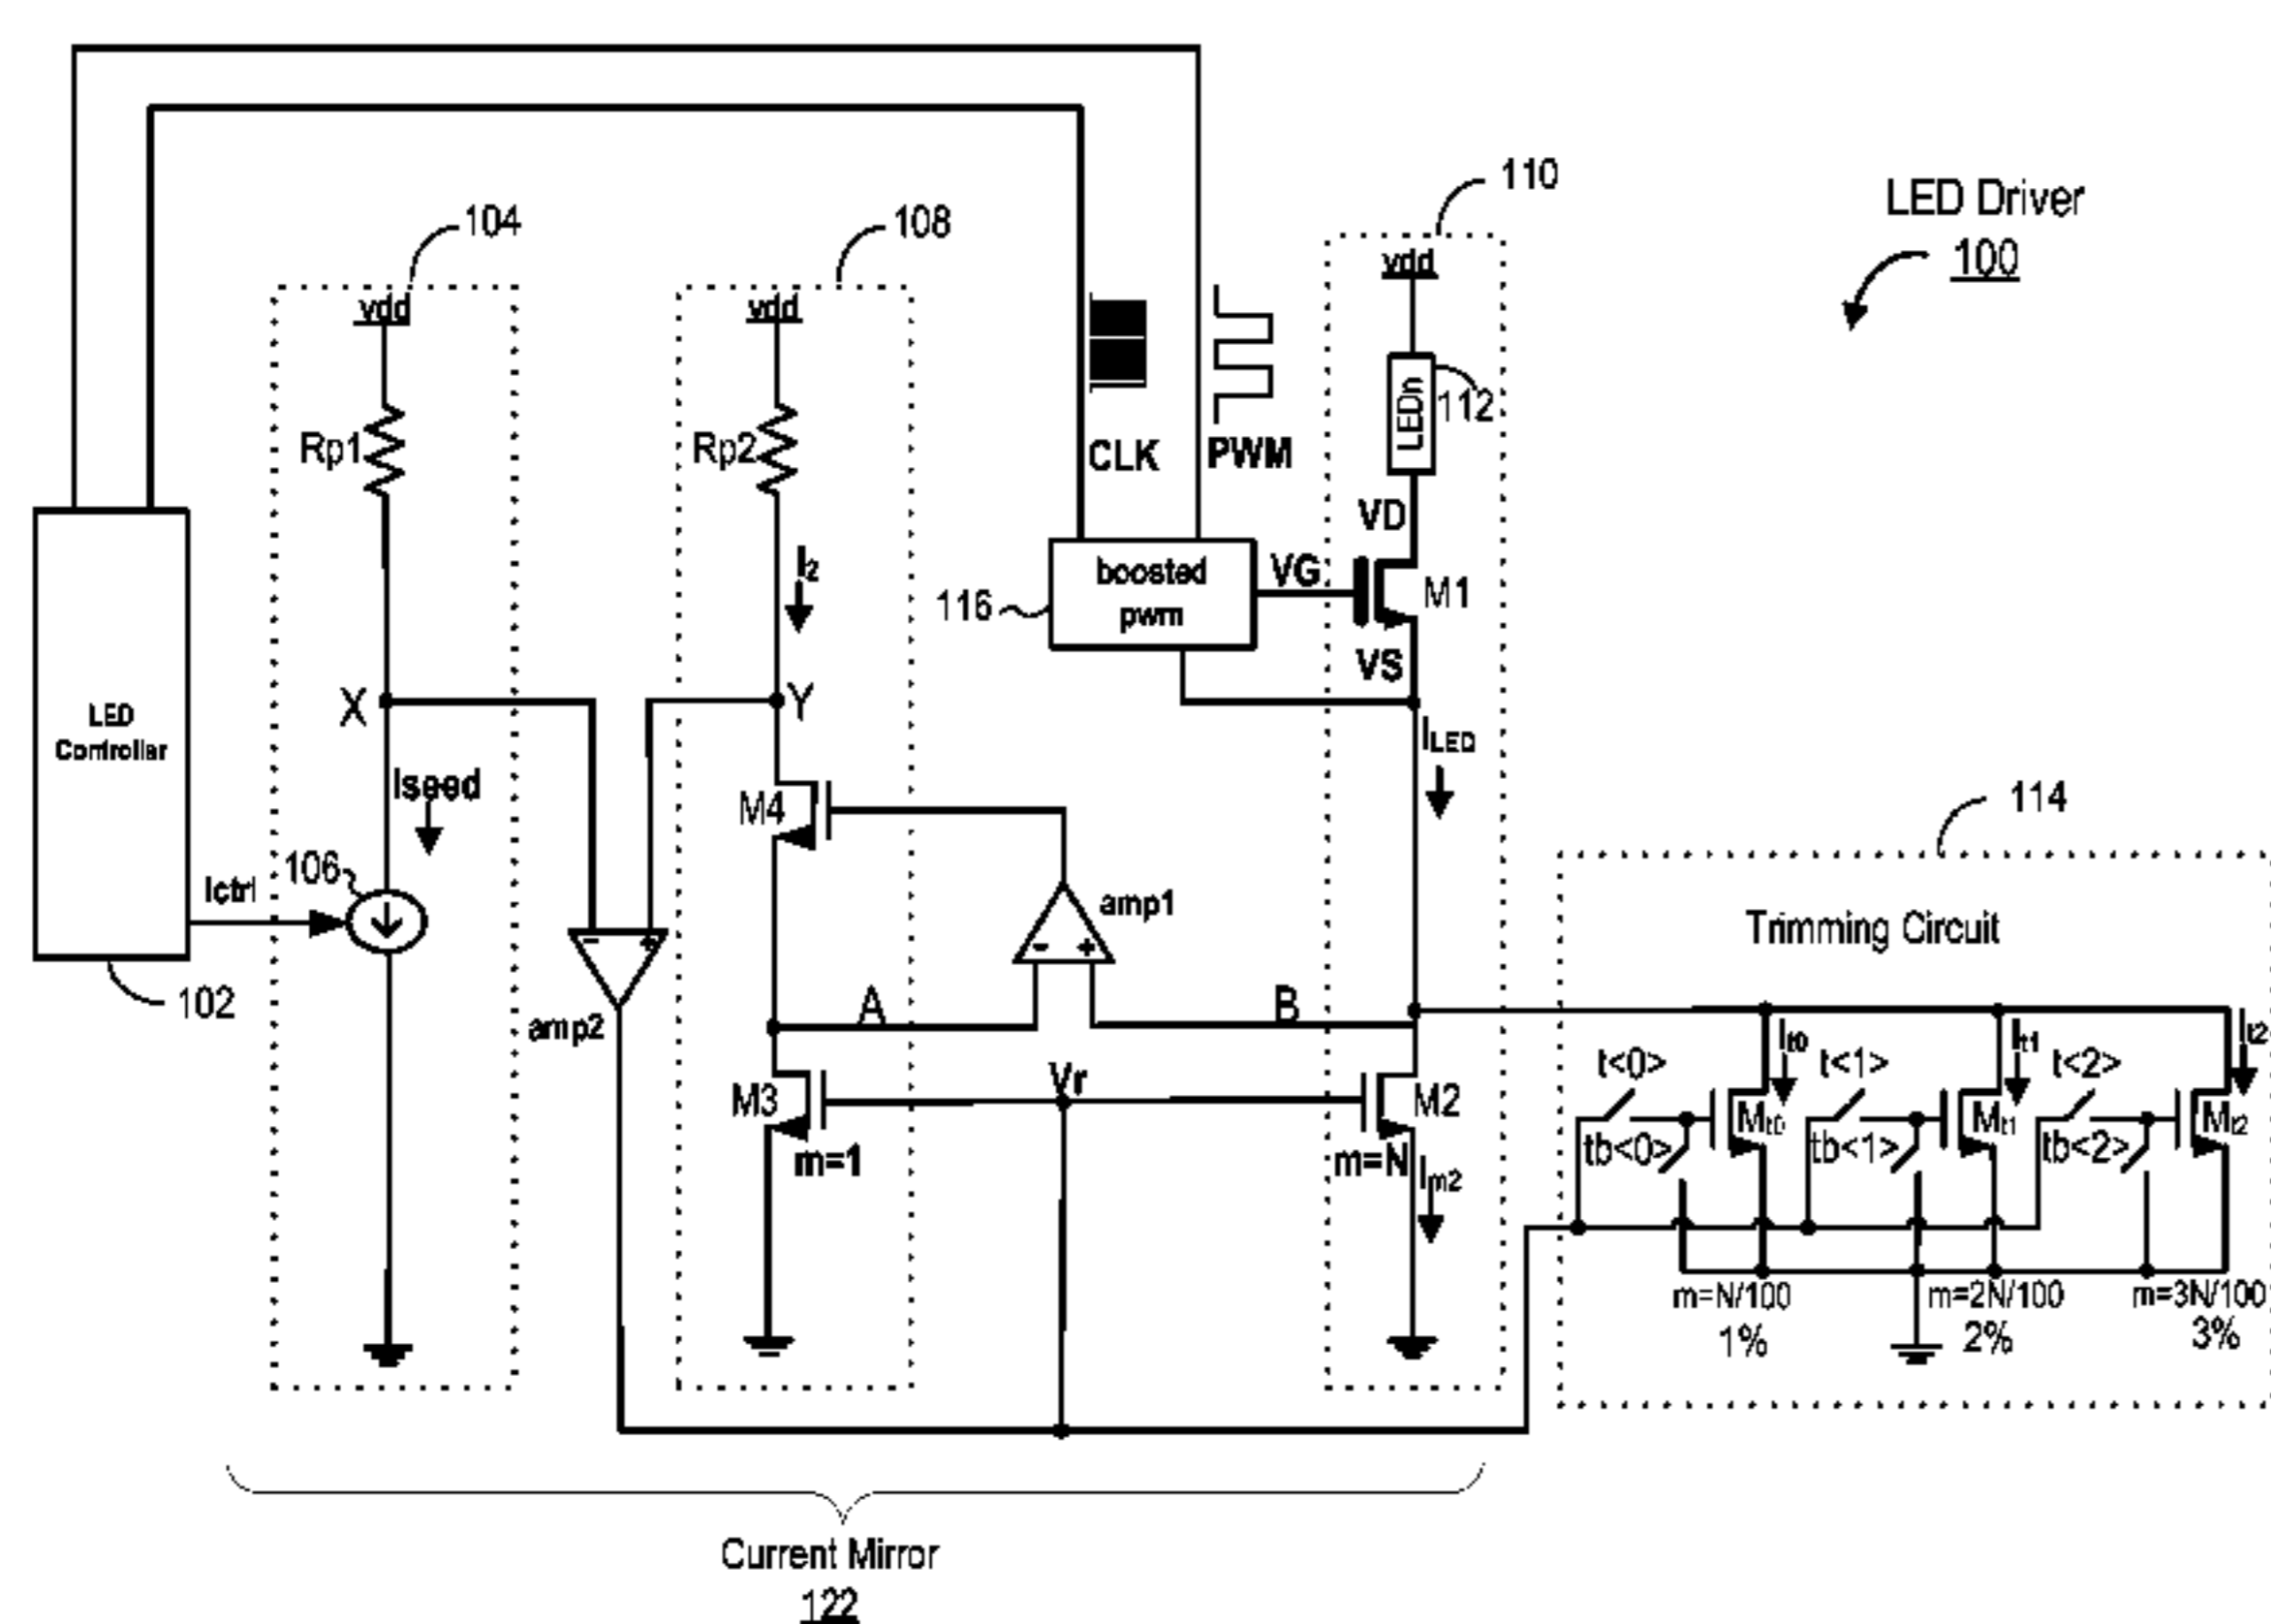 LED Driver
100
104
108
110
vdd
vdd
vdd
Rp1
Rp2
CLK
PWM
LEDn
112
VD
I2
boosted
pwm
116
VG
M1
VS
X
Y
LED
Controller
ILED
Iseed
M4
114
106
Ictrl
amp1
Trimming Circuit
-
+
-
+
102
amp2
A
B
It0
It1
It2
t<0>
t<1>
t<2>
M3
Vr
M2
Mt0
Mt1
Mt2
tb<0>
tb<1>
tb<2>
m=1
m=N
Im2
m=N/100
m=2N/100
m=3N/100
1%
2%
3%
Current Mirror
122